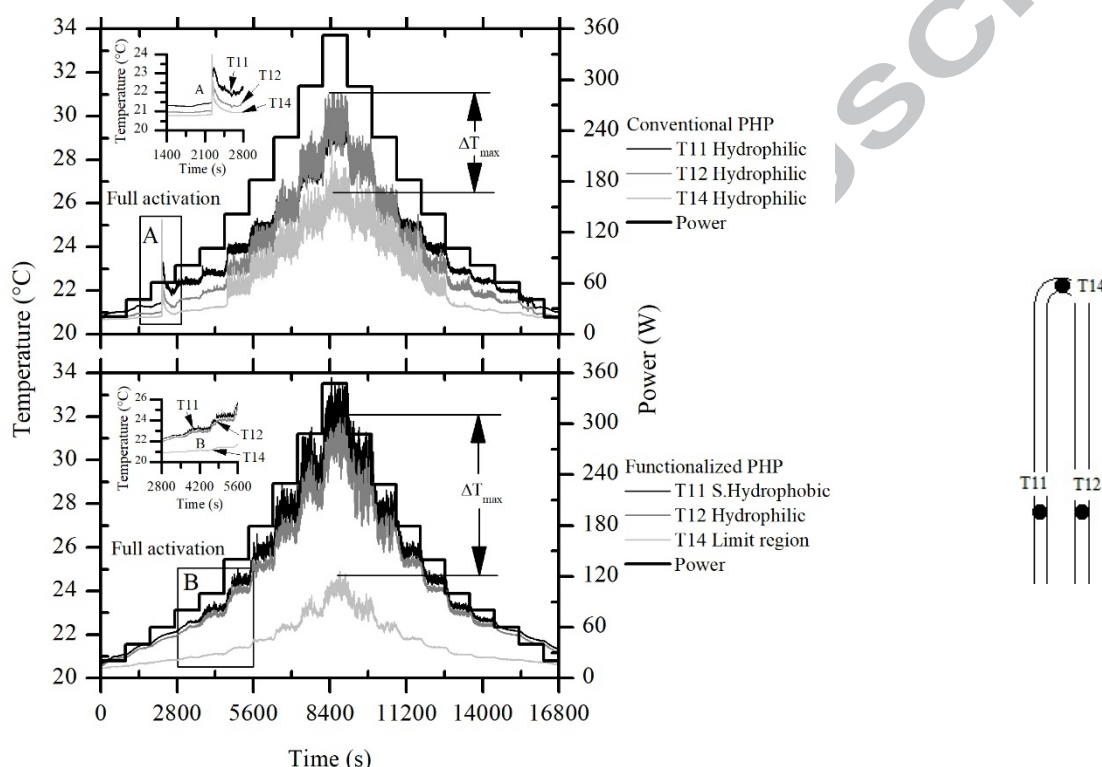 SCR
34
32
30
28
26
24
22
20
360
300
240
180
120
60
0
Temperature (°C)
24
23
22
21
20
1400 2100 2800
Time (s)
A
T11
T12
T14
ΔTmax
Full activation
A
Conventional PHP
T11 Hydrophilic
T12 Hydrophilic
T14 Hydrophilic
Power
Temperature (°C)
Power (W)
34
32
30
28
26
24
22
20
360
300
240
180
120
60
0
Temperature (°C)
26
24
22
20
2800 4200 5600
Time (s)
T11
T12
B
T14
ΔTmax
Full activation
B
Functionalized PHP
T11 S.Hydrophobic
T12 Hydrophilic
T14 Limit region
Power
0 2800 5600 8400 11200 14000 16800
Time (s)
T14
T11 T12